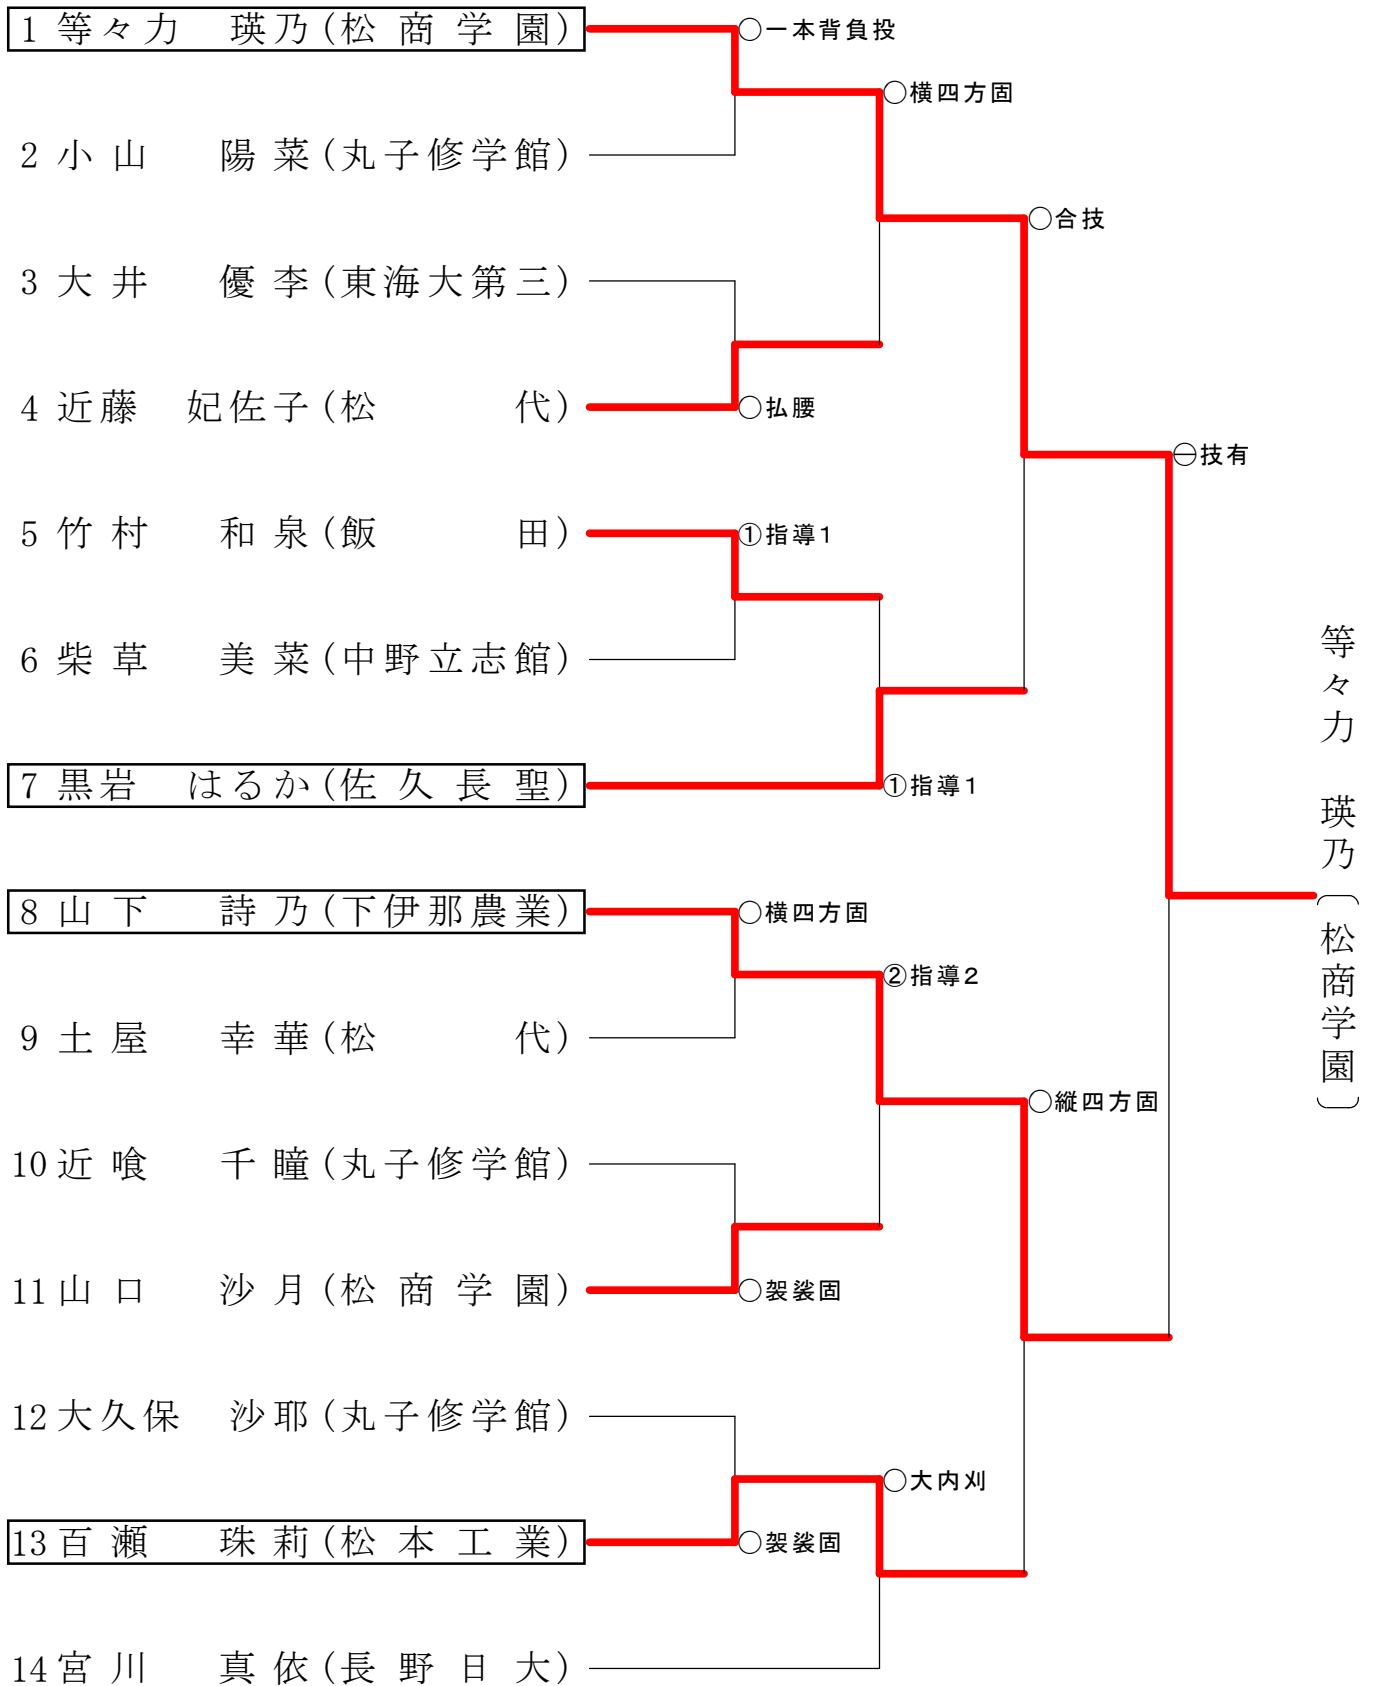 1 等々力 瑛乃(松商学園)
○一本背負投
○横四方固
2 小山 陽菜(丸子修学館)
○合技
3 大井 優李(東海大第三)
4 近藤 妃佐子(松代)
○払腰
㊀技有
5 竹村 和泉(飯田)
①指導1
6 柴草 美菜(中野立志館)
7 黒岩 はるか(佐久長聖)
①指導1
等々力 瑛乃〔松商学園〕
8 山下 詩乃(下伊那農業)
○横四方固
②指導2
9 土屋 幸華(松代)
○縦四方固
10 近喰 千瞳(丸子修学館)
11 山口 沙月(松商学園)
○袈裟固
12 大久保 沙耶(丸子修学館)
○大内刈
13 百瀬 珠莉(松本工業)
○袈裟固
14 宮川 真依(長野日大)